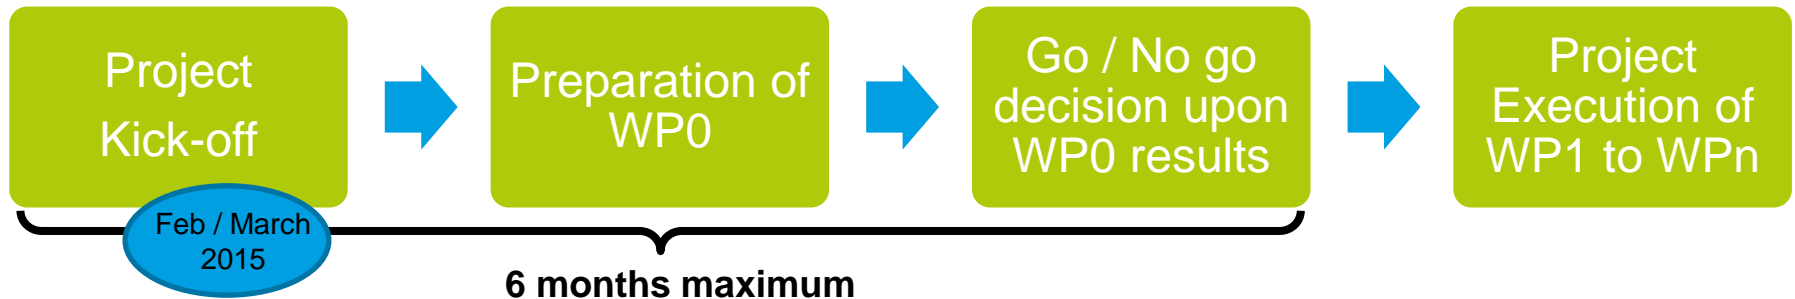 Project
Kick-off
Preparation of
WP0
Go / No go
decision upon
WP0 results
Project
Execution of
WP1 to WPn
Feb / March
2015
6 months maximum